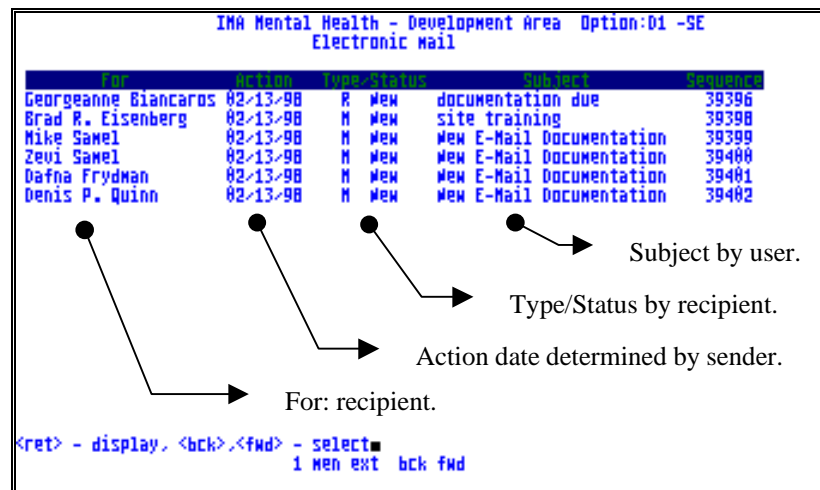 IMA Mental Health - Development Area Option:D1 -SE
Electronic mail
For Action Type/Status Subject Sequence
Georgeanne Biancaros 02/13/98 R New documentation due 39396
Brad R. Eisenberg 02/13/98 M New site training 39398
Mike Samel 02/13/98 M New New E-Mail Documentation 39399
Zevi Samel 02/13/98 M New New E-Mail Documentation 39400
Dafna Frydman 02/13/98 M New New E-Mail Documentation 39401
Denis P. Quinn 02/13/98 M New New E-Mail Documentation 39402
Subject by user.
Type/Status by recipient.
Action date determined by sender.
For: recipient.
<ret> - display, <bck>,<fwd> - select
1 men ext bck fwd